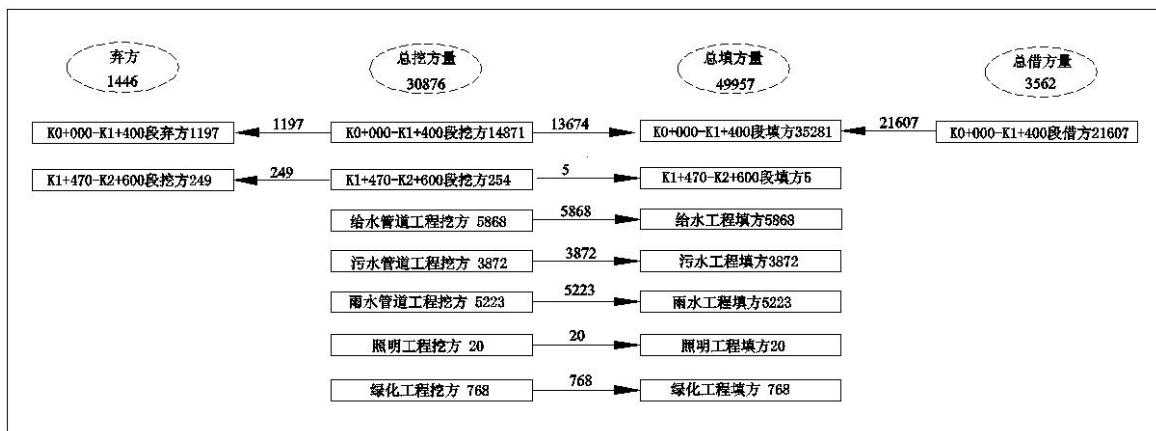 弃方
1446
总挖方量
30876
总填方量
49957
总借方量
3562
K0+000-K1+400段弃方1197
1197
K0+000-K1+400段挖方14871
13674
K0+000-K1+400段填方35281
21607
K0+000-K1+400段借方21607
K1+470-K2+600段挖方249
249
K1+470-K2+600段挖方254
5
K1+470-K2+600段填方5
给水管道工程挖方 5868
5868
给水工程填方5868
污水管道工程挖方 3872
3872
污水工程填方3872
雨水管道工程挖方 5223
5223
雨水工程填方5223
照明工程挖方 20
20
照明工程填方20
绿化工程挖方 768
768
绿化工程填方 768